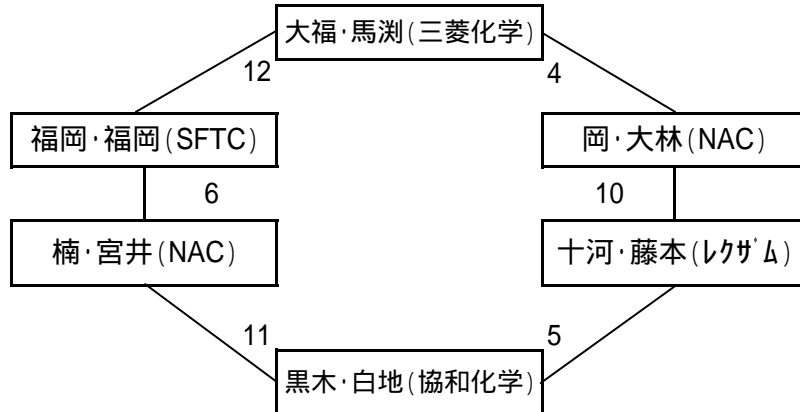 大福･馬渕(三菱化学)
12
4
福岡･福岡(SFTC)
岡･大林(NAC)
6
10
楠･宮井(NAC)
十河･藤本(ﾚｸｻﾞﾑ)
11
5
黒木･白地(協和化学)